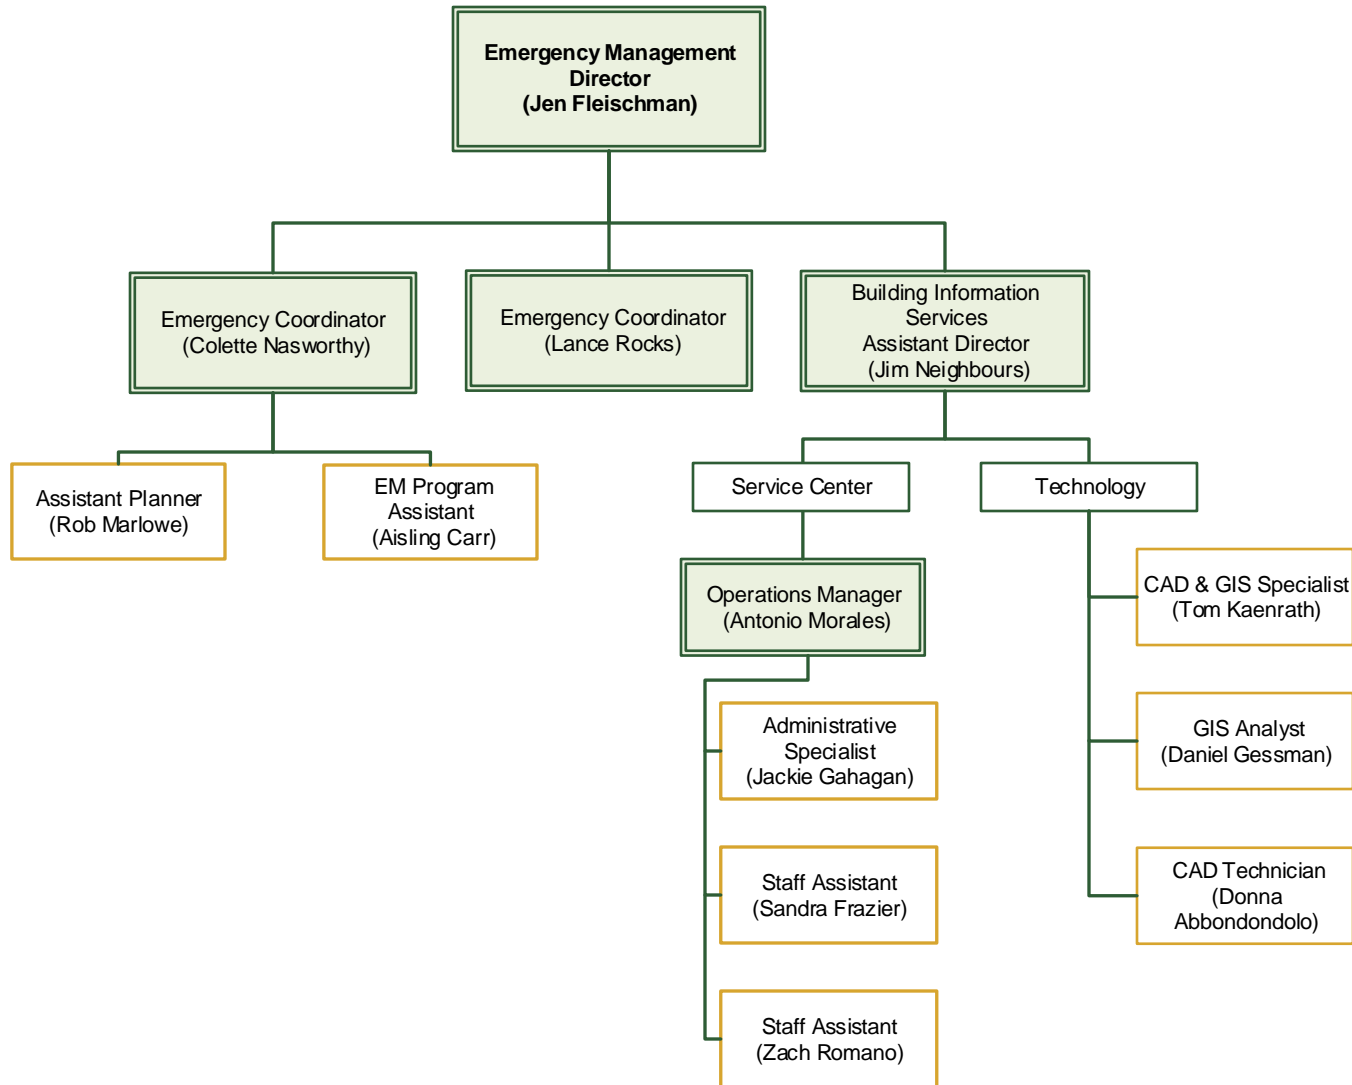 Emergency Management
Director
(Jen Fleischman)
Emergency Coordinator
(Colette Nasworthy)
Emergency Coordinator
(Lance Rocks)
Building Information
Services
Assistant Director
(Jim Neighbours)
Assistant Planner
(Rob Marlowe)
EM Program
Assistant
(Aisling Carr)
Service Center
Technology
Operations Manager
(Antonio Morales)
CAD & GIS Specialist
(Tom Kaenrath)
Administrative
Specialist
(Jackie Gahagan)
GIS Analyst
(Daniel Gessman)
Staff Assistant
(Sandra Frazier)
CAD Technician
(Donna
Abbondondolo)
Staff Assistant
(Zach Romano)